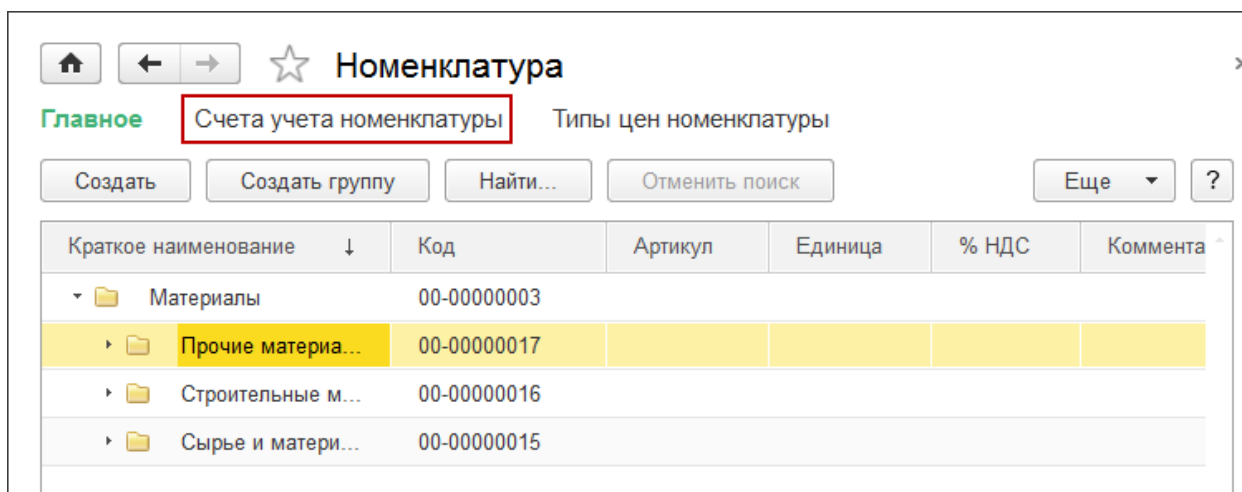 Номенклатура
Главное Счета учета номенклатуры Типы цен номенклатуры
Создать Создать группу Найти... Отменить поиск Еще ?
Краткое наименование ↓ Код Артикул Единица % НДС Коммента
Материалы 00-00000003
Прочие материа... 00-00000017
Строительные м... 00-00000016
Сырье и матери... 00-00000015